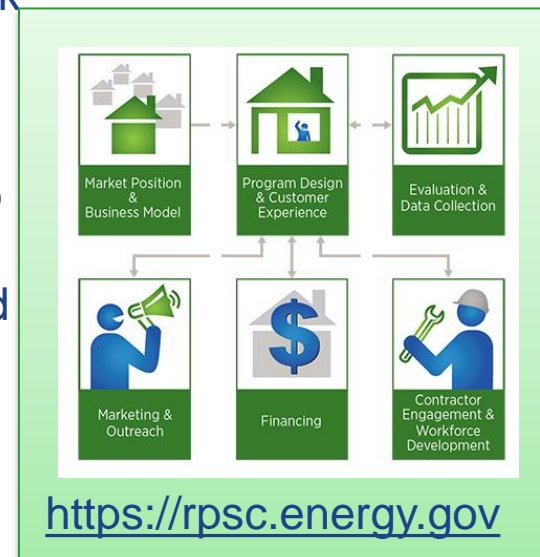 Market Position
&
Business Model
Program Design
& Customer
Experience
Evaluation &
Data Collection
Marketing &
Outreach
$
Financing
Contractor
Engagement &
Workforce
Development
https://rpsc.energy.gov